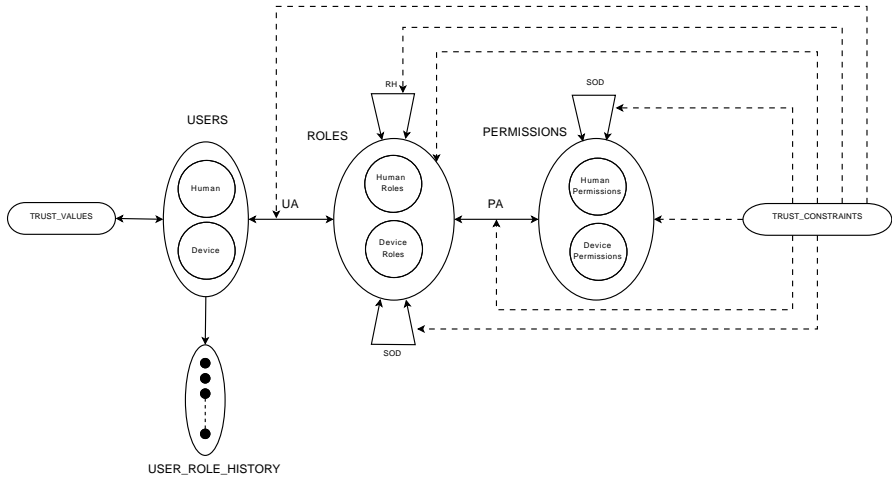 RH
SOD
USERS
ROLES
PERMISSIONS
Human
Human
Roles
Human
Permissions
UA
PA
TRUST_VALUES
TRUST_CONSTRAINTS
Device
Device
Roles
Device
Permissions
SOD
USER_ROLE_HISTORY